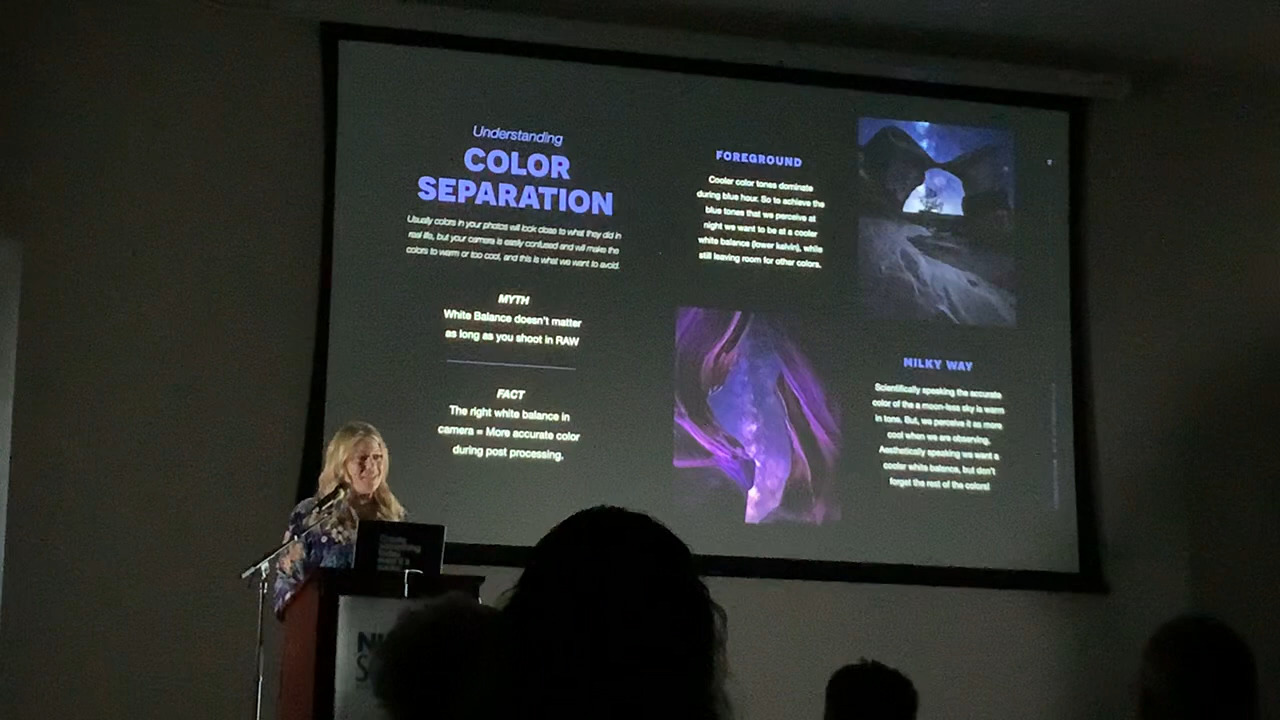 Understanding
COLOR
SEPARATION
Usually colors in your photos will look close to what they did in
real life, but your camera is easily confused and will make the
colors to warm or too cool, and this is what we want to avoid.
MYTH
White Balance doesn't matter
as long as you shoot in RAW
FACT
The right white balance in
camera = More accurate color
during post processing.
FOREGROUND
Cooler color tones dominate
during blue hour. So to achieve the
blue tones that we perceive at
night we want to be at a cooler
white balance (lower kelvin), while
still leaving room for other colors.
MILKY WAY
Scientifically speaking the accurate
color of the a moon-less sky is warm
in tone. But, we perceive it as more
cool when we are observing.
Aesthetically speaking we want a
cooler white balance, but don't
forget the rest of the colors!